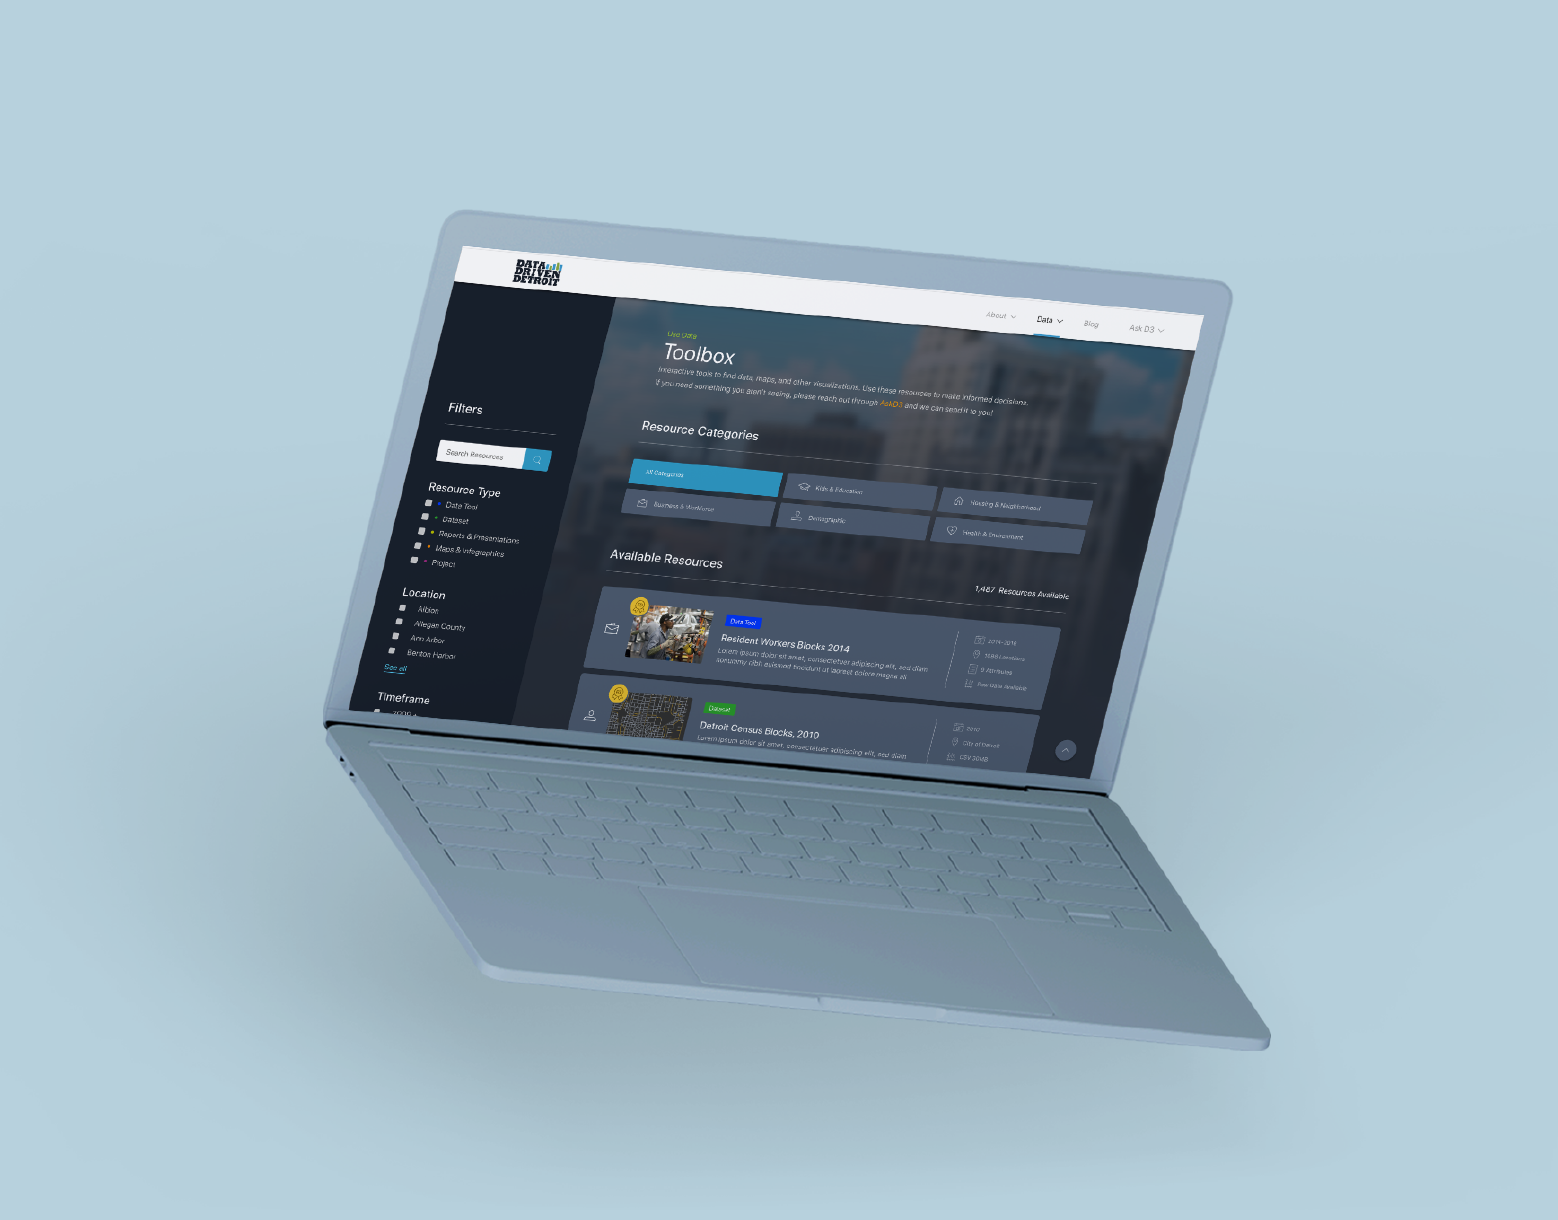 DATA
DRIVEN
DETROIT
About
Data
Blog
Ask D3
Use Data
Toolbox
Interactive tools to find data, maps, and other visualizations. Use these resources to make informed decisions.
If you need something you aren't seeing, please reach out through AskD3 and we can send it to you!
Filters
Search Resources
Resource Type
Data Tool
Dataset
Reports & Presentations
Maps & Infographics
Project
Location
Albion
Allegan County
Ann Arbor
Benton Harbor
See all
Timeframe
Resource Categories
All Categories
Kids & Education
Housing & Neighborhood
Business & Workforce
Demographic
Health & Environment
Available Resources
1,467 Resources Available
Data Tool
Resident Workers Blocks 2014
Lorem ipsum dolor sit amet, consectetuer adipiscing elit, sed diam
nonummy nibh euismod tincidunt ut laoreet dolore magna ali
2014-2015
Locations
9 Attributes
Available
Dataset
Detroit Census Blocks, 2010
Lorem ipsum dolor sit amet, consectetuer adipiscing elit, sed diam
2010
City of Detroit
CSV 30MB